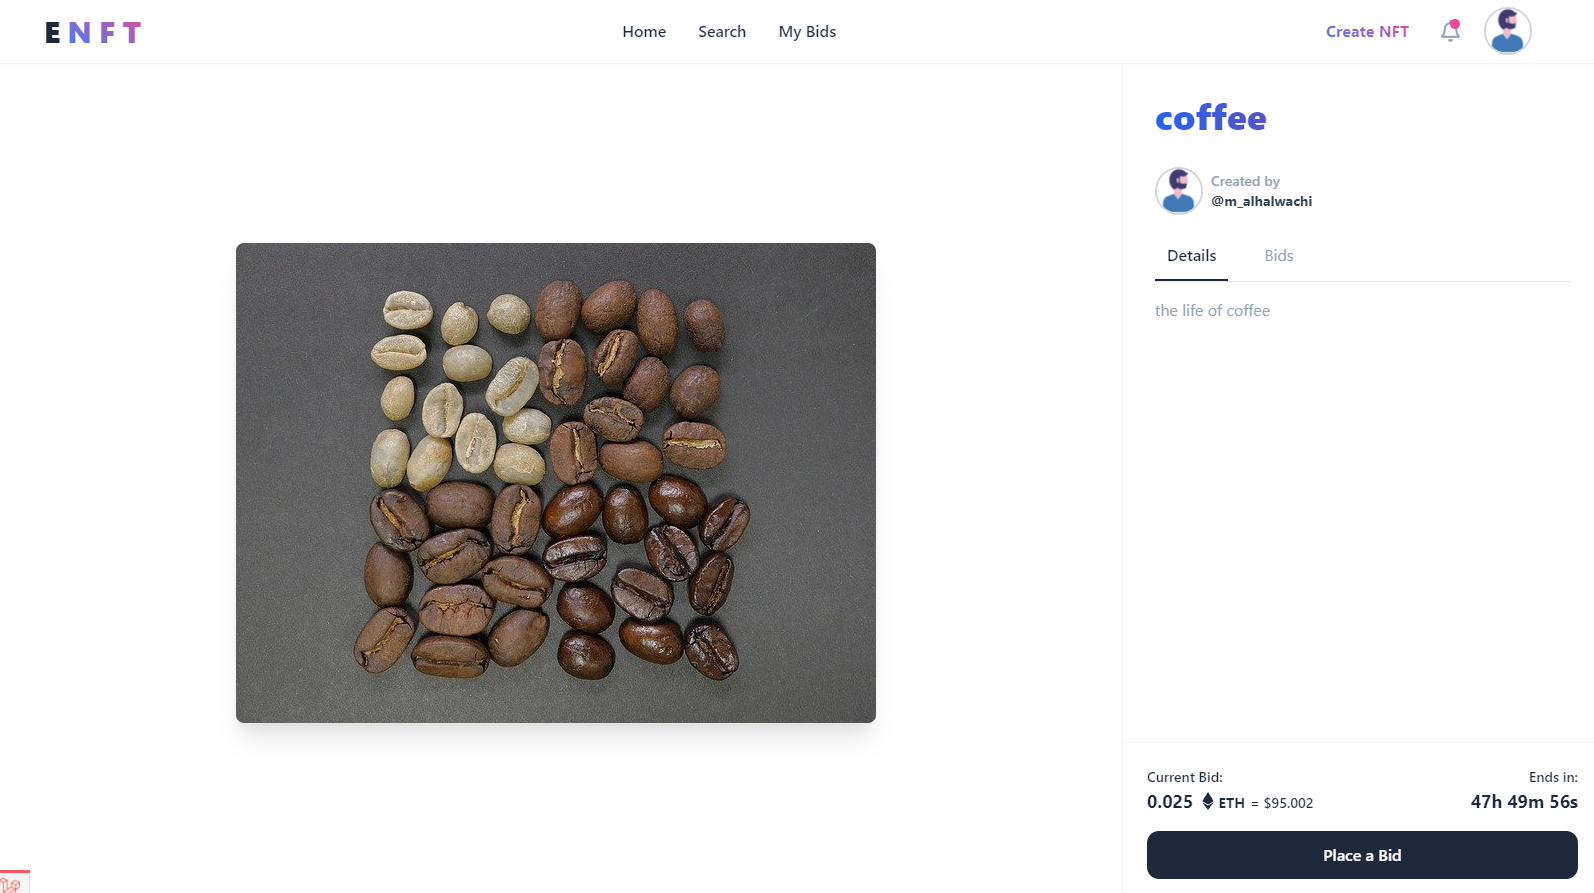 ENFT
Home Search My Bids
Create NFT
coffee
Created by
@m_alhalwachi
Details Bids
the life of coffee
Current Bid: Ends in:
0.025 ETH = $95.002 47h 49m 56s
Place a Bid